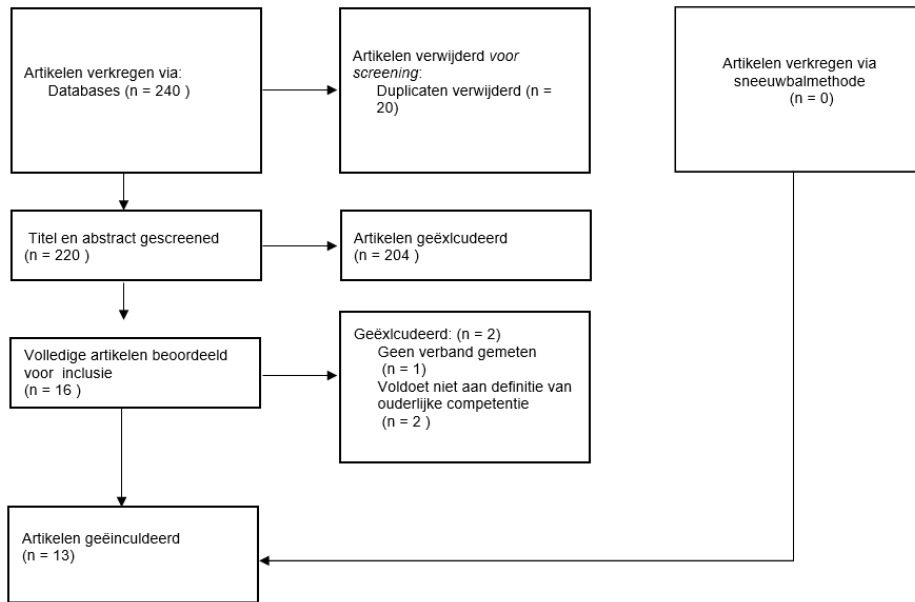 Artikelen verkregen via:
Databases (n = 240 )
Artikelen verwijderd voor
screening:
Duplicaten verwijderd (n =
20)
Artikelen verkregen via
sneeuwbalmethode
(n = 0)
Titel en abstract gescreened
(n = 220 )
Artikelen geëxlcudeerd
(n = 204 )
Volledige artikelen beoordeeld
voor inclusie
(n = 16 )
Geëxlcudeerd: (n = 2)
Geen verband gemeten
(n = 1)
Voldoet niet aan definitie van
ouderlijke competentie
(n = 2 )
Artikelen geëinculdeerd
(n = 13)